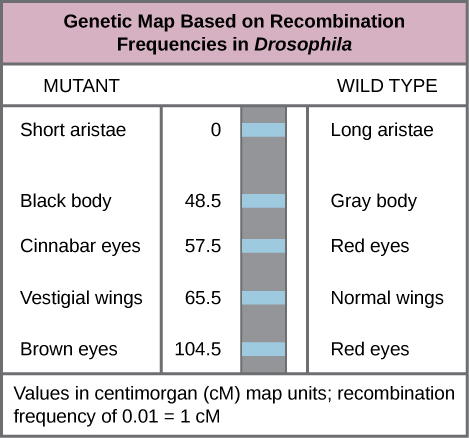 Genetic Map Based on Recombination
Frequencies in Drosophila
MUTANT WILD TYPE
Short aristae 0 Long aristae
Black body 48.5 Gray body
Cinnabar eyes 57.5 Red eyes
Vestigial wings 65.5 Normal wings
Brown eyes 104.5 Red eyes
Values in centimorgan (cM) map units; recombination
frequency of 0.01 = 1 cM